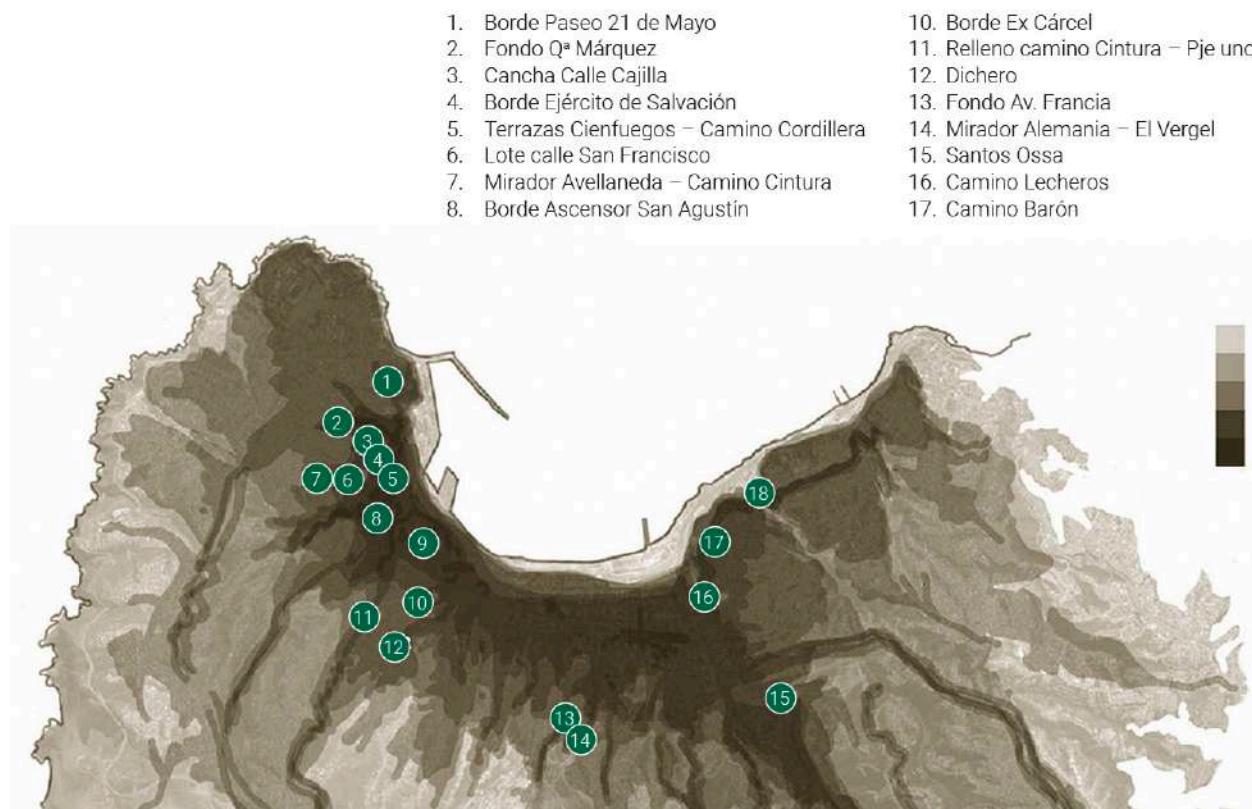 1. Borde Paseo 21 de Mayo
2. Fondo Qª Márquez
3. Cancha Calle Cajilla
4. Borde Ejército de Salvación
5. Terrazas Cienfuegos – Camino Cordillera
6. Lote calle San Francisco
7. Mirador Avellaneda – Camino Cintura
8. Borde Ascensor San Agustín
10. Borde Ex Cárcel
11. Relleno camino Cintura – Pje uno
12. Dichero
13. Fondo Av. Francia
14. Mirador Alemania – El Vergel
15. Santos Ossa
16. Camino Lecheros
17. Camino Barón
1
2
3
4
7
6
5
8
18
9
17
16
10
11
12
15
13
14